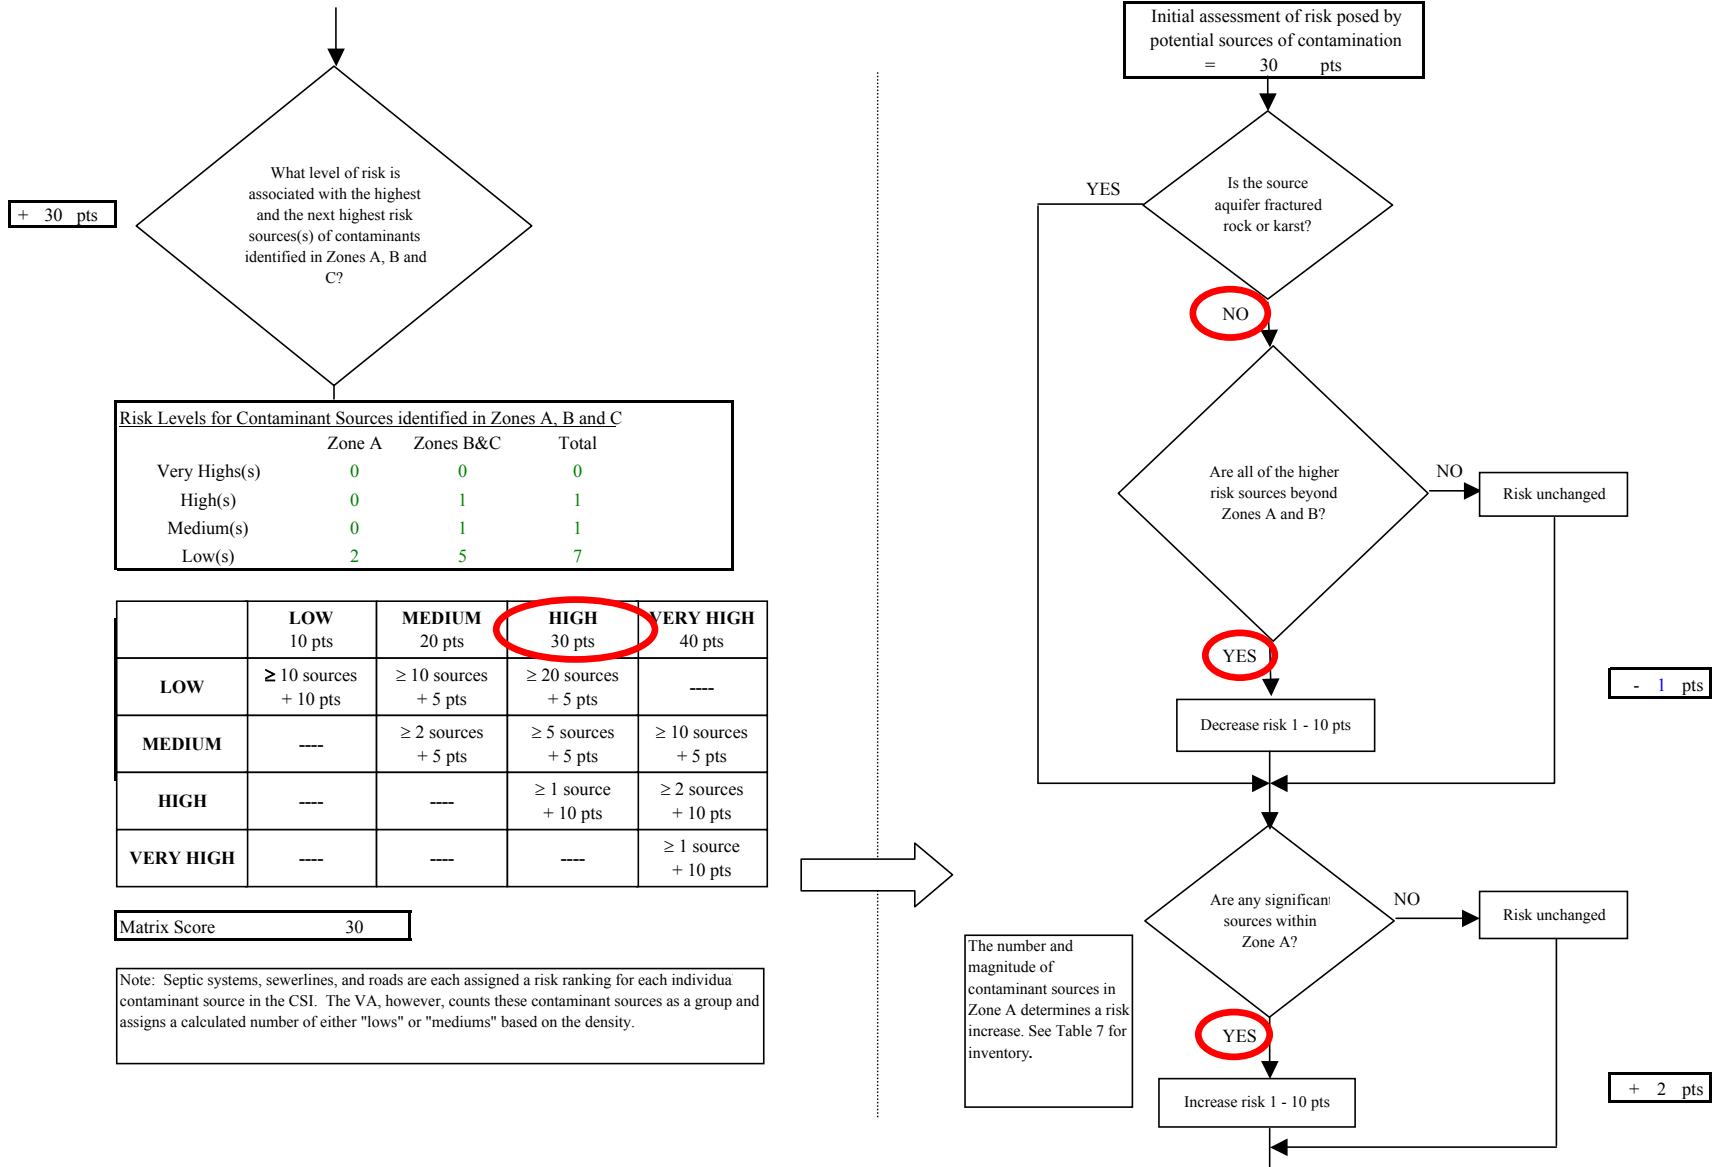 What level of risk is
associated with the highest
and the next highest risk
sources(s) of contaminants
identified in Zones A, B and
C?
+ 30 pts
Risk Levels for Contaminant Sources identified in Zones A, B and C
Zone A Zones B&C Total
Very Highs(s) 0 0 0
High(s) 0 1 1
Medium(s) 0 1 1
Low(s) 2 5 7
LOW MEDIUM HIGH VERY HIGH
10 pts 20 pts 30 pts 40 pts
LOW ≥ 10 sources + 10 pts ≥ 10 sources + 5 pts ≥ 20 sources + 5 pts ----
MEDIUM ---- ≥ 2 sources + 5 pts ≥ 5 sources + 5 pts ≥ 10 sources + 5 pts
HIGH ---- ---- ≥ 1 source + 10 pts ≥ 2 sources + 10 pts
VERY HIGH ---- ---- ---- ≥ 1 source + 10 pts
Matrix Score 30
Note: Septic systems, sewerlines, and roads are each assigned a risk ranking for each individua
contaminant source in the CSI. The VA, however, counts these contaminant sources as a group and
assigns a calculated number of either "lows" or "mediums" based on the density.
Initial assessment of risk posed by
potential sources of contamination
= 30 pts
Is the source
aquifer fractured
rock or karst?
YES
NO
Are all of the higher
risk sources beyond
Zones A and B?
NO
Risk unchanged
YES
- 1 pts
Decrease risk 1 - 10 pts
Are any significant
sources within
Zone A?
NO
Risk unchanged
The number and
magnitude of
contaminant sources in
Zone A determines a risk
increase. See Table 7 for
inventory.
YES
Increase risk 1 - 10 pts
+ 2 pts